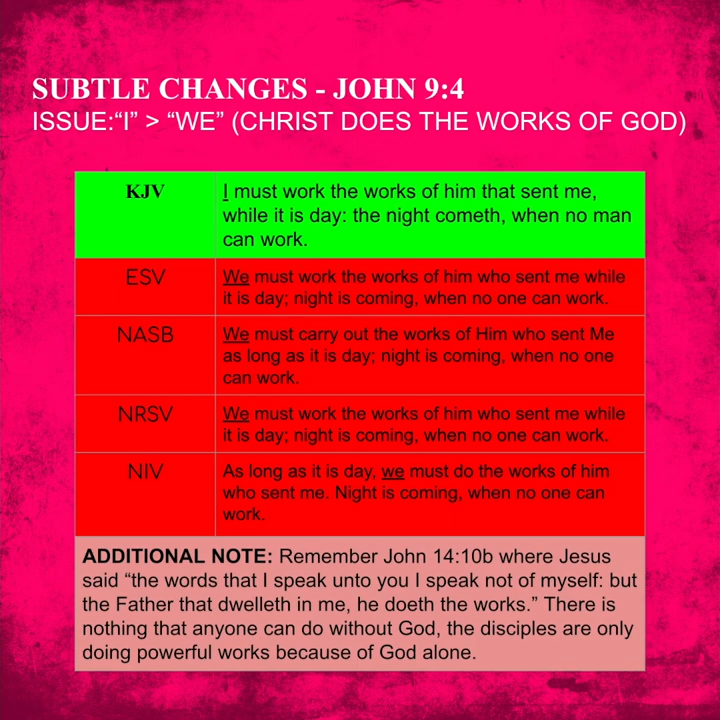 SUBTLE CHANGES - JOHN 9:4
ISSUE:“I” > “WE” (CHRIST DOES THE WORKS OF GOD)
KJV
I must work the works of him that sent me,
while it is day: the night cometh, when no man
can work.
ESV
We must work the works of him who sent me while
it is day; night is coming, when no one can work.
NASB
We must carry out the works of Him who sent Me
as long as it is day; night is coming, when no one
can work.
NRSV
We must work the works of him who sent me while
it is day; night is coming, when no one can work.
NIV
As long as it is day, we must do the works of him
who sent me. Night is coming, when no one can
work.
ADDITIONAL NOTE: Remember John 14:10b where Jesus
said “the words that I speak unto you I speak not of myself: but
the Father that dwelleth in me, he doeth the works.” There is
nothing that anyone can do without God, the disciples are only
doing powerful works because of God alone.